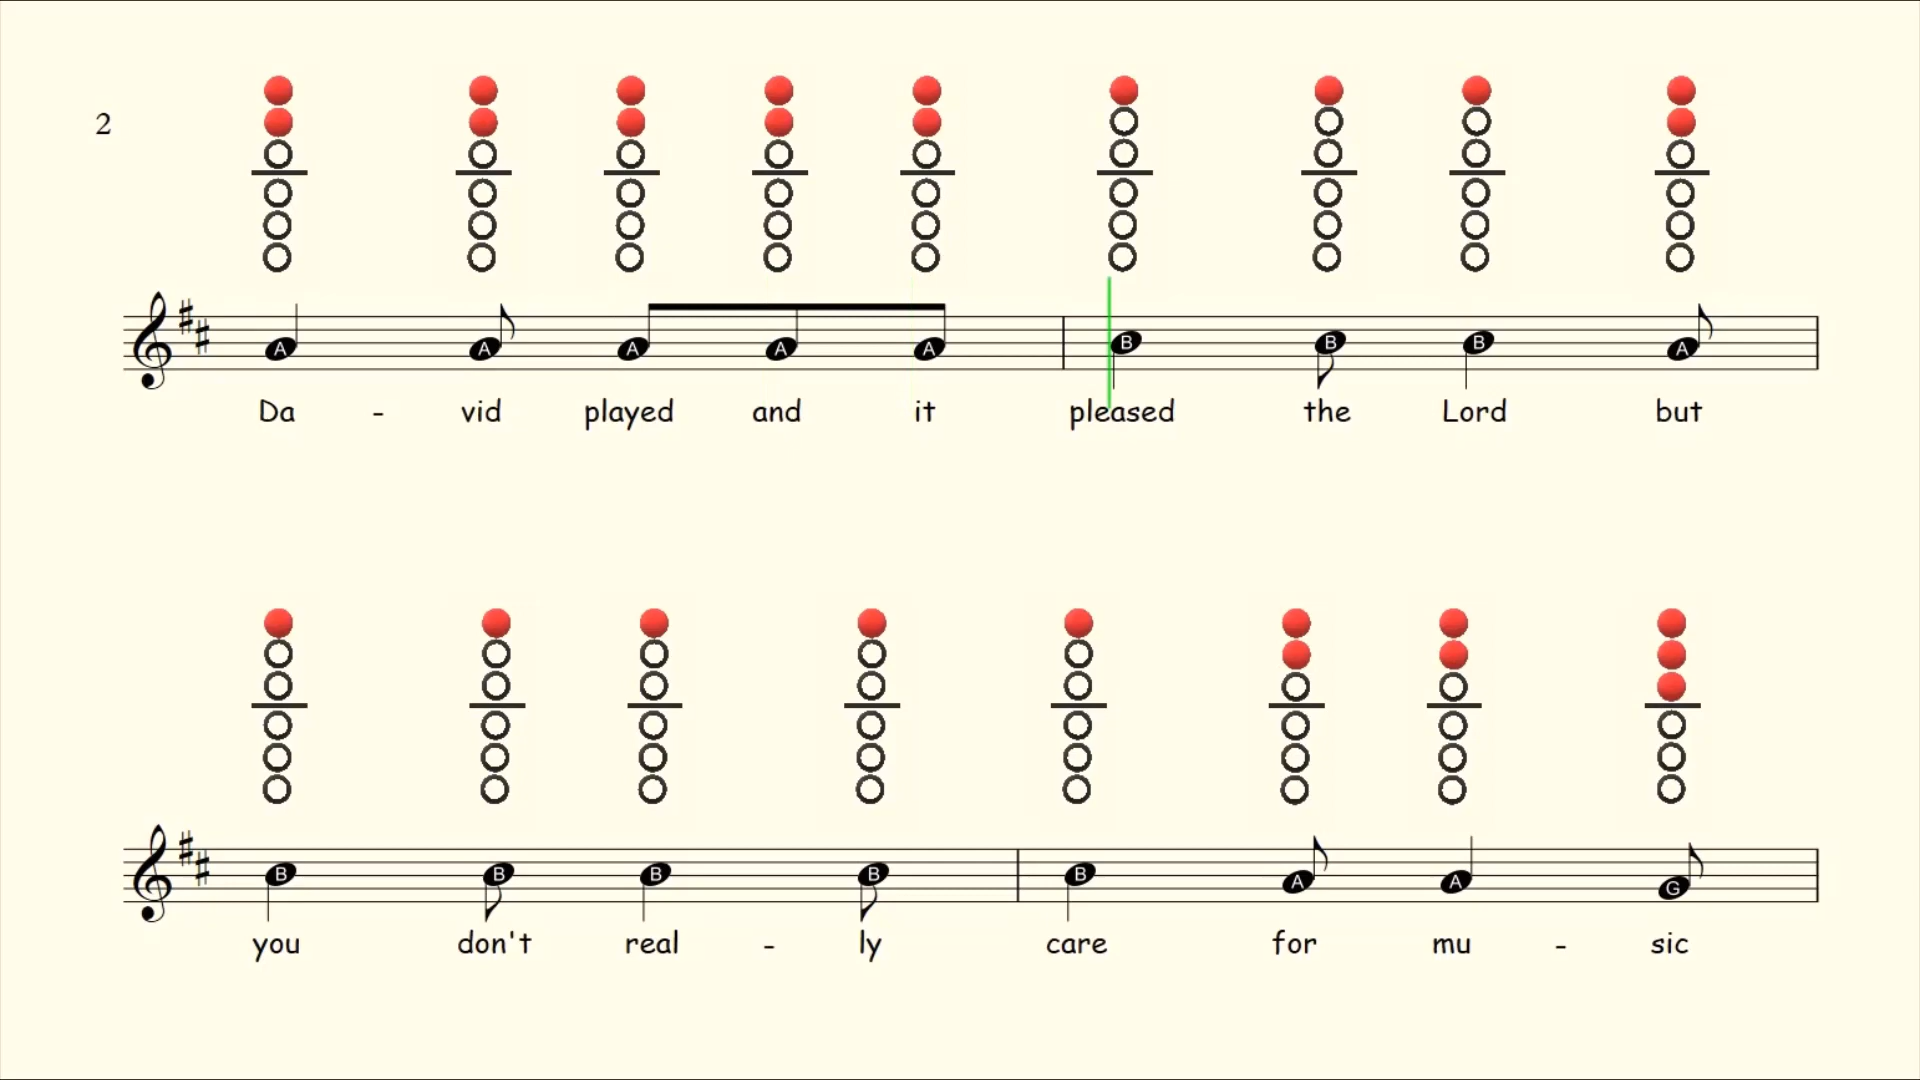 2
A A A A A B B B A
Da - vid played and it pleased the Lord but
B B B B B A A G
you don't real - ly care for mu - sic